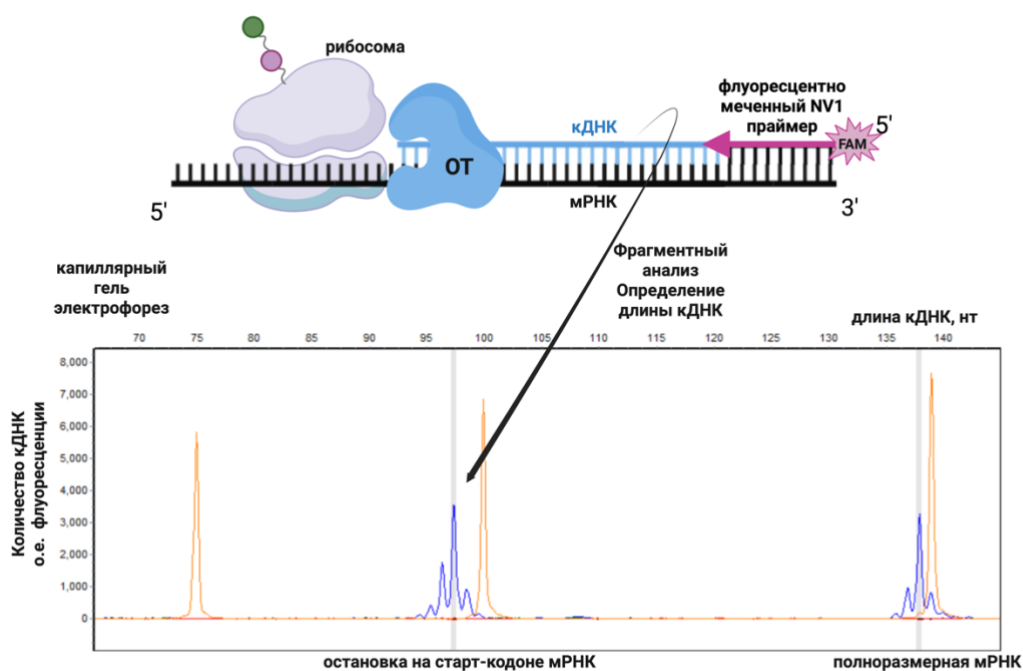 рибосома
флуоресцентно
меченный NV1
праймер
кДНК
5'
FAM
ОТ
мРНК
5'
3'
Фрагментный
анализ
Определение
длины кДНК
капиллярный
гель
электрофорез
длина кДНК, нт
70 75 80 85 90 95 100 105 110 115 120 125 130 135 140
8,000
7,000
6,000
5,000
4,000
3,000
2,000
1,000
0
Количество кДНК
о.е. флуоресценции
остановка на старт-кодоне мРНК
полноразмерная мРНК